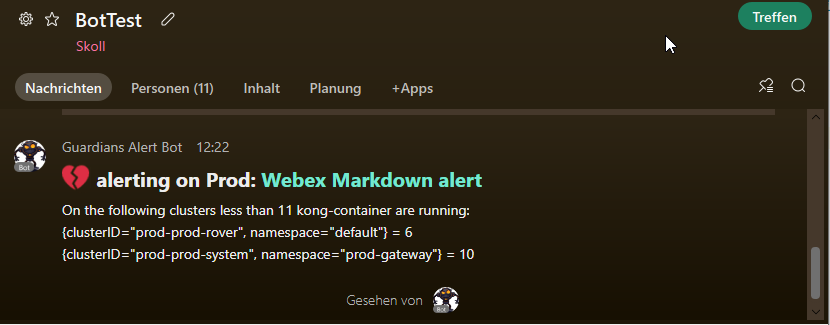 BotTest
Treffen
Skoll
Nachrichten Personen (11) Inhalt Planung +Apps
Guardians Alert Bot 12:22
alerting on Prod: Webex Markdown alert
On the following clusters less than 11 kong-container are running:
{clusterID="prod-prod-rover", namespace="default"} = 6
{clusterID="prod-prod-system", namespace="prod-gateway"} = 10
Bot
Gesehen von
Bot